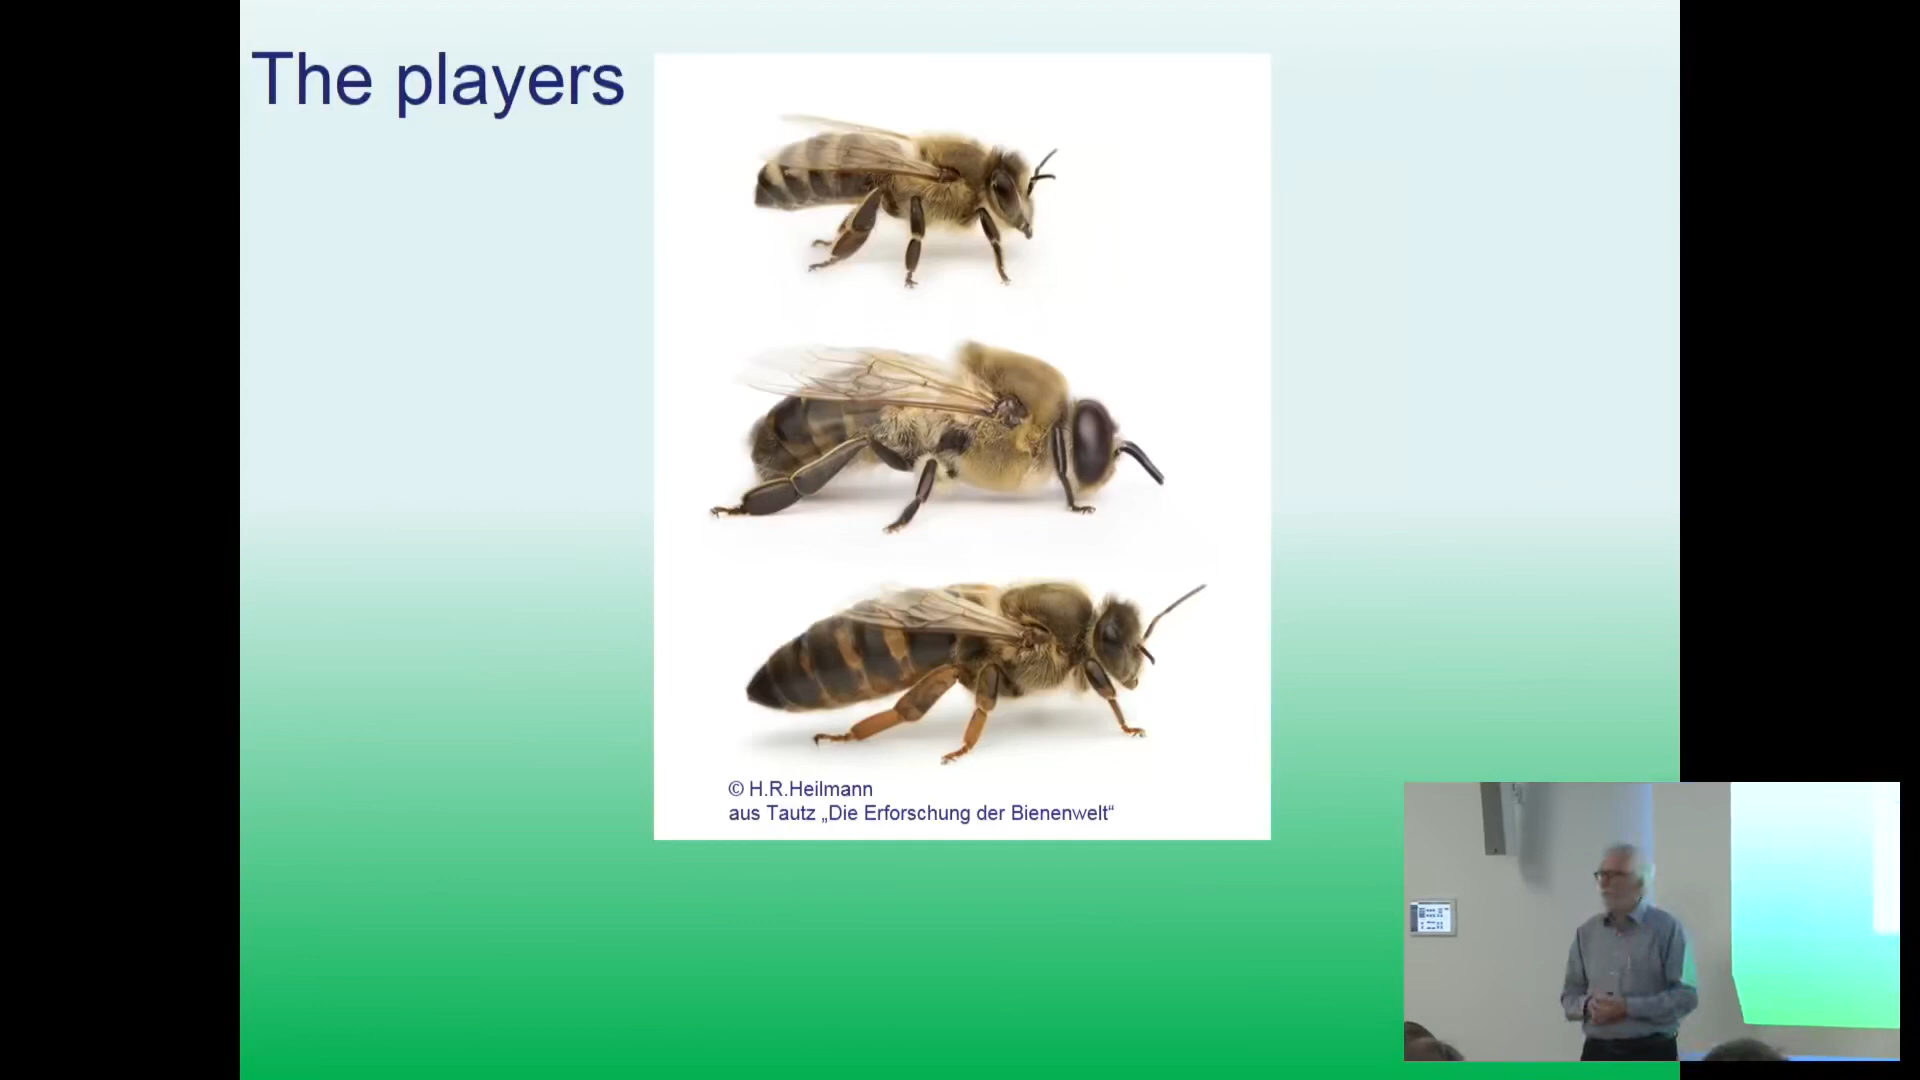 The players
© H.R.Heilmann
aus Tautz „Die Erforschung der Bienenwelt“